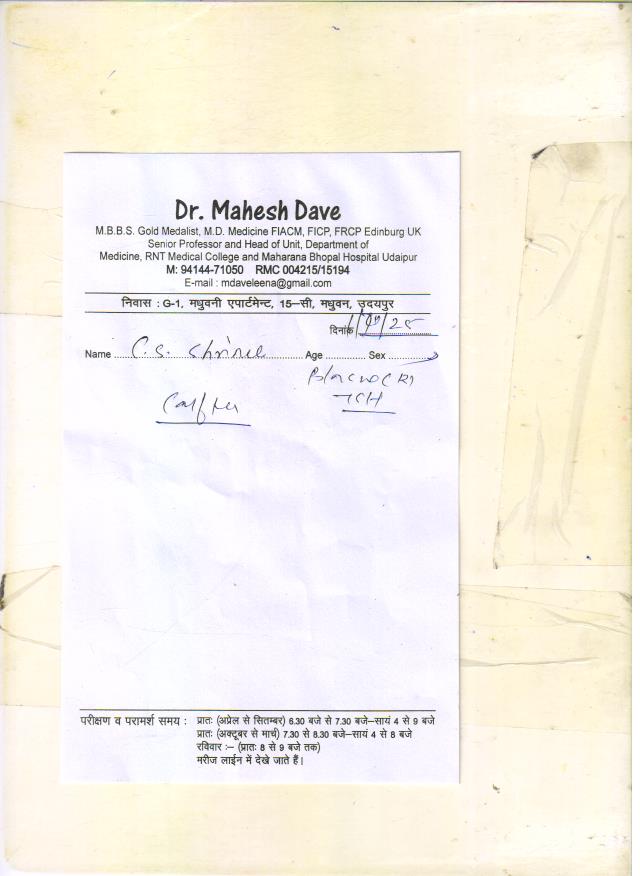 Dr. Mahesh Dave
M.B.B.S. Gold Medalist, M.D. Medicine FIACM, FICP, FRCP Edinburg UK
Senior Professor and Head of Unit, Department of
Medicine, RNT Medical College and Maharana Bhopal Hospital Udaipur
M: 94144-71050 RMC 004215/15194
E-mail : mdaveleena@gmail.com
निवास : G-1, मधुवनी एपार्टमेन्ट, 15–सी, मधुवन, उदयपुर
दिनांक
Name C.S. Age Sex
परीक्षण व परामर्श समय : प्रातः (अप्रेल से सितम्बर) 6.30 बजे से 7.30 बजे–सायं 4 से 9 बजे
प्रातः (अक्टूबर से मार्च) 7.30 से 8.30 बजे–सायं 4 से 8 बजे
रविवार :– (प्रातः 8 से 9 बजे तक)
मरीज लाईन में देखे जाते हैं।